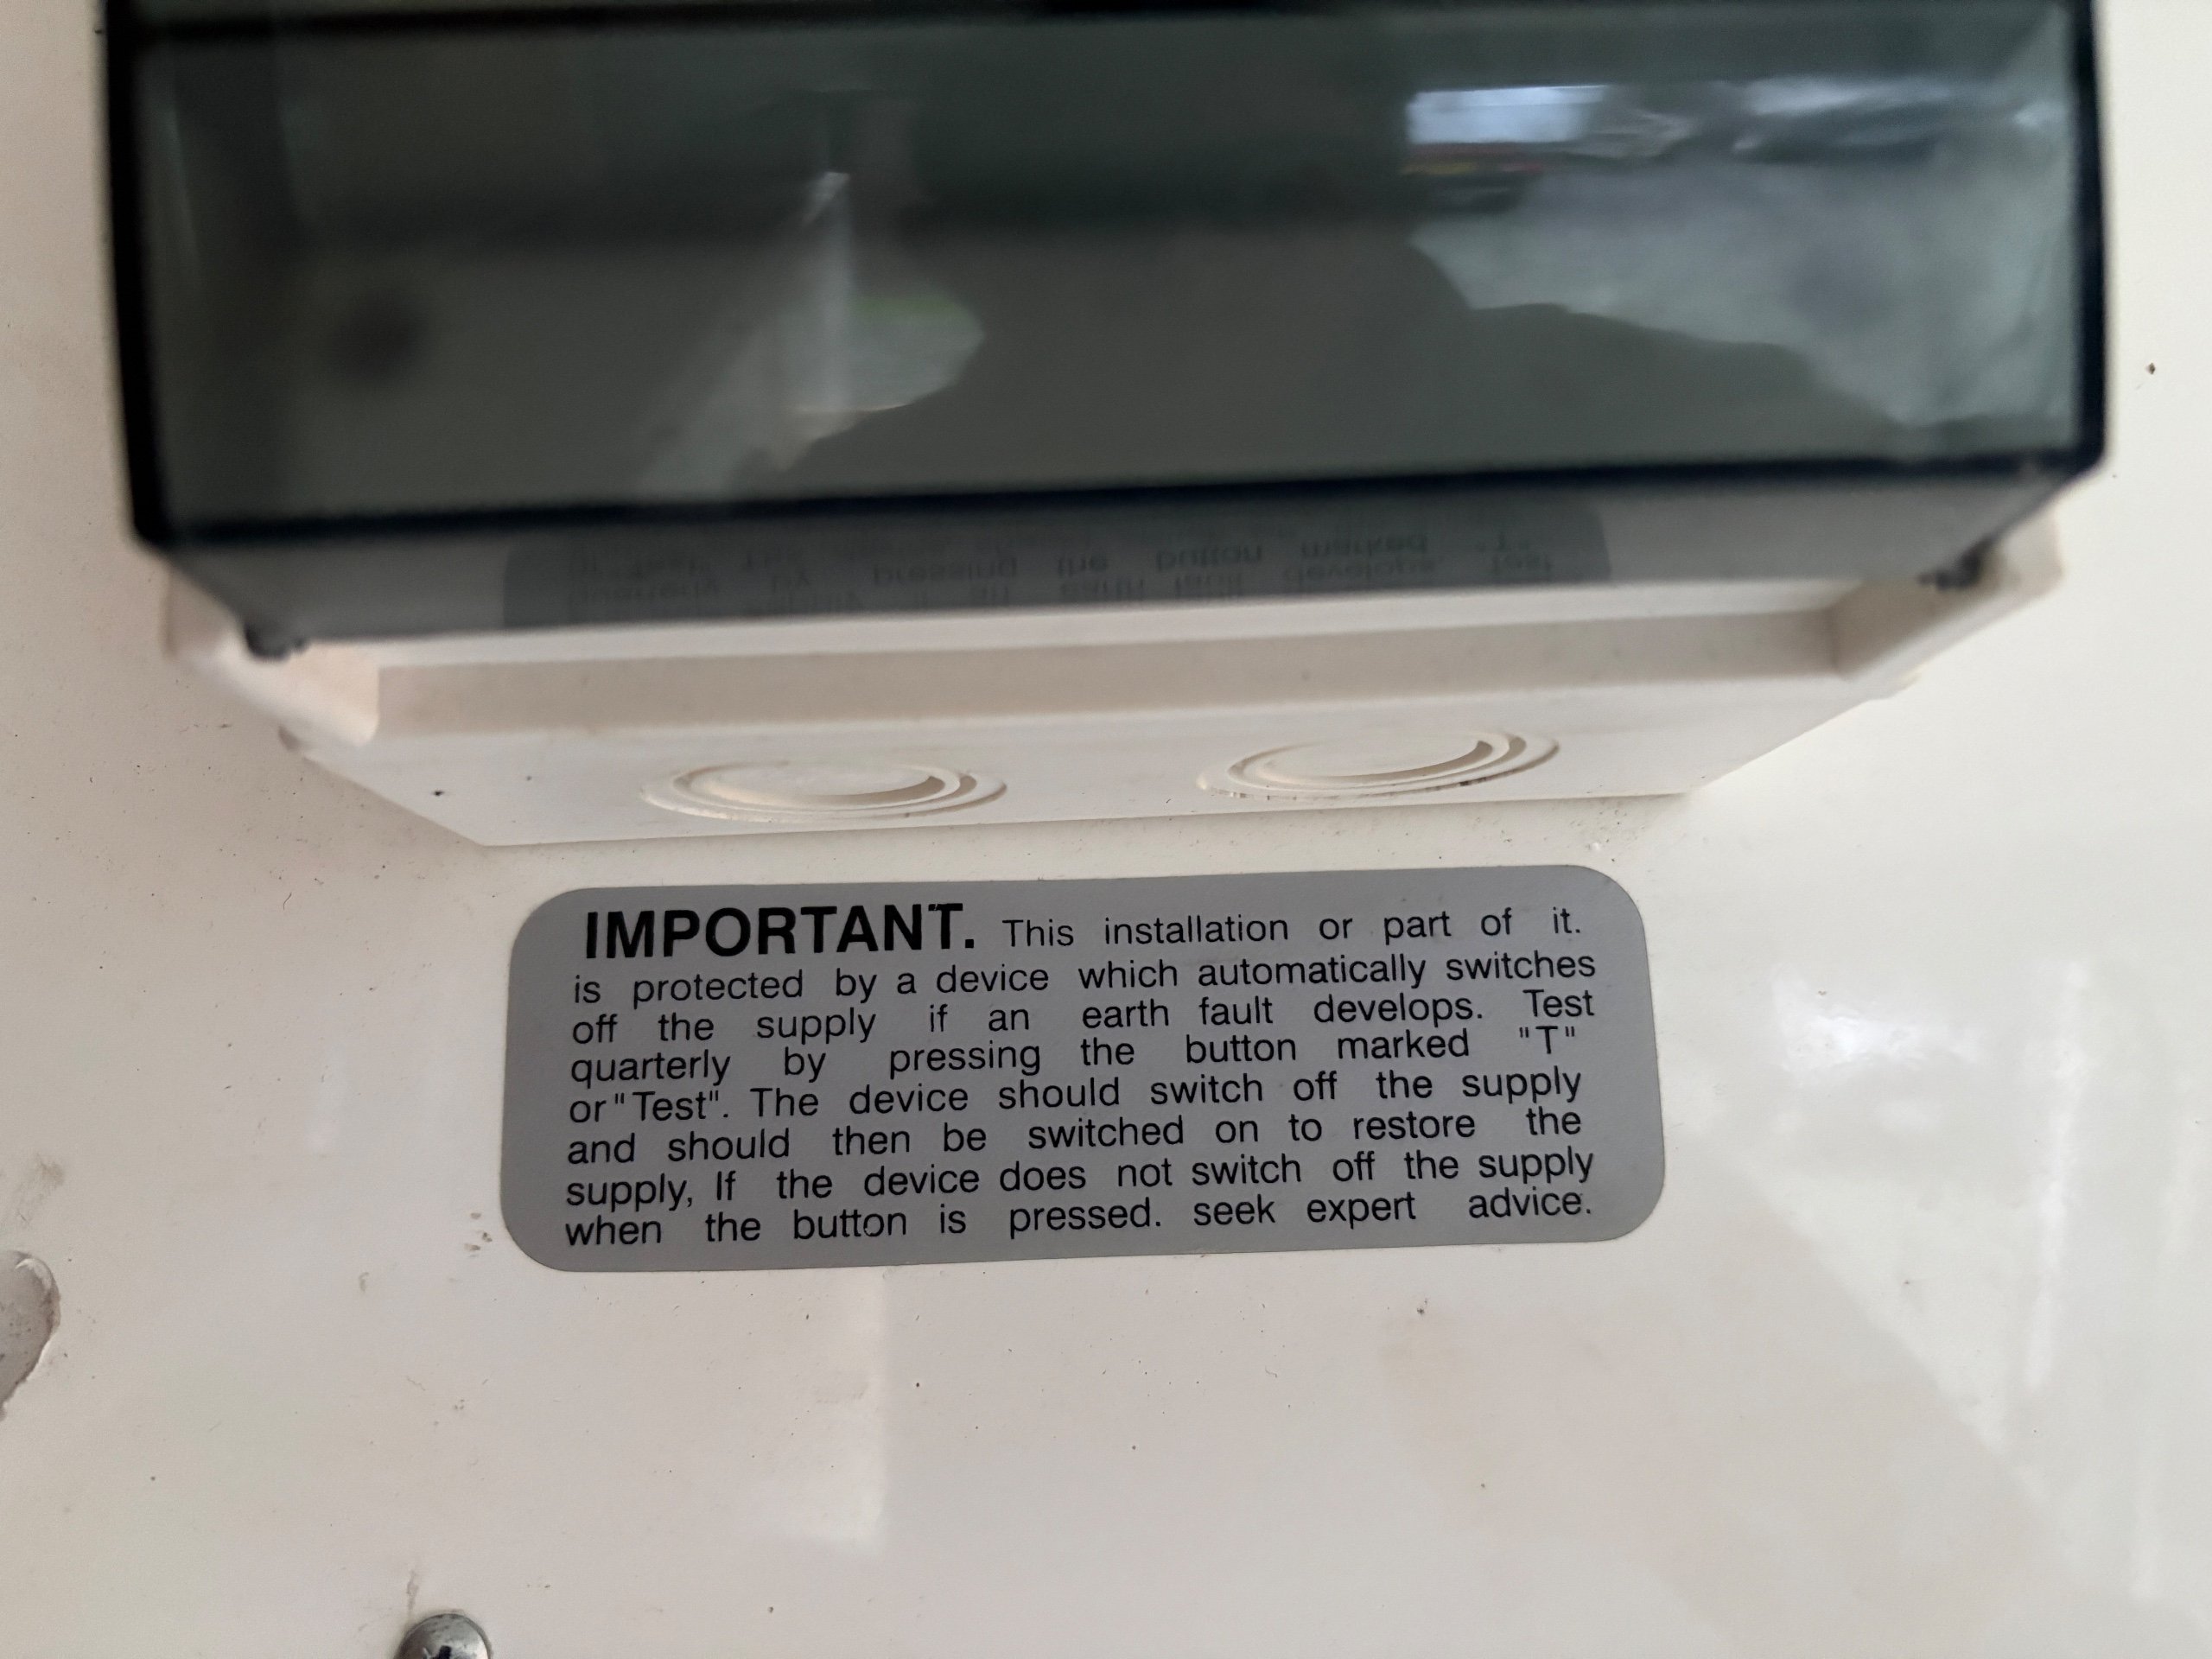 IMPORTANT. This installation or part of it.
is protected by a device which automatically switches
off the supply if an earth fault develops. Test
quarterly by pressing the button marked "T"
or "Test". The device should switch off the supply
and should then be switched on to restore the
supply, If the device does not switch off the supply
when the button is pressed. seek expert advice.